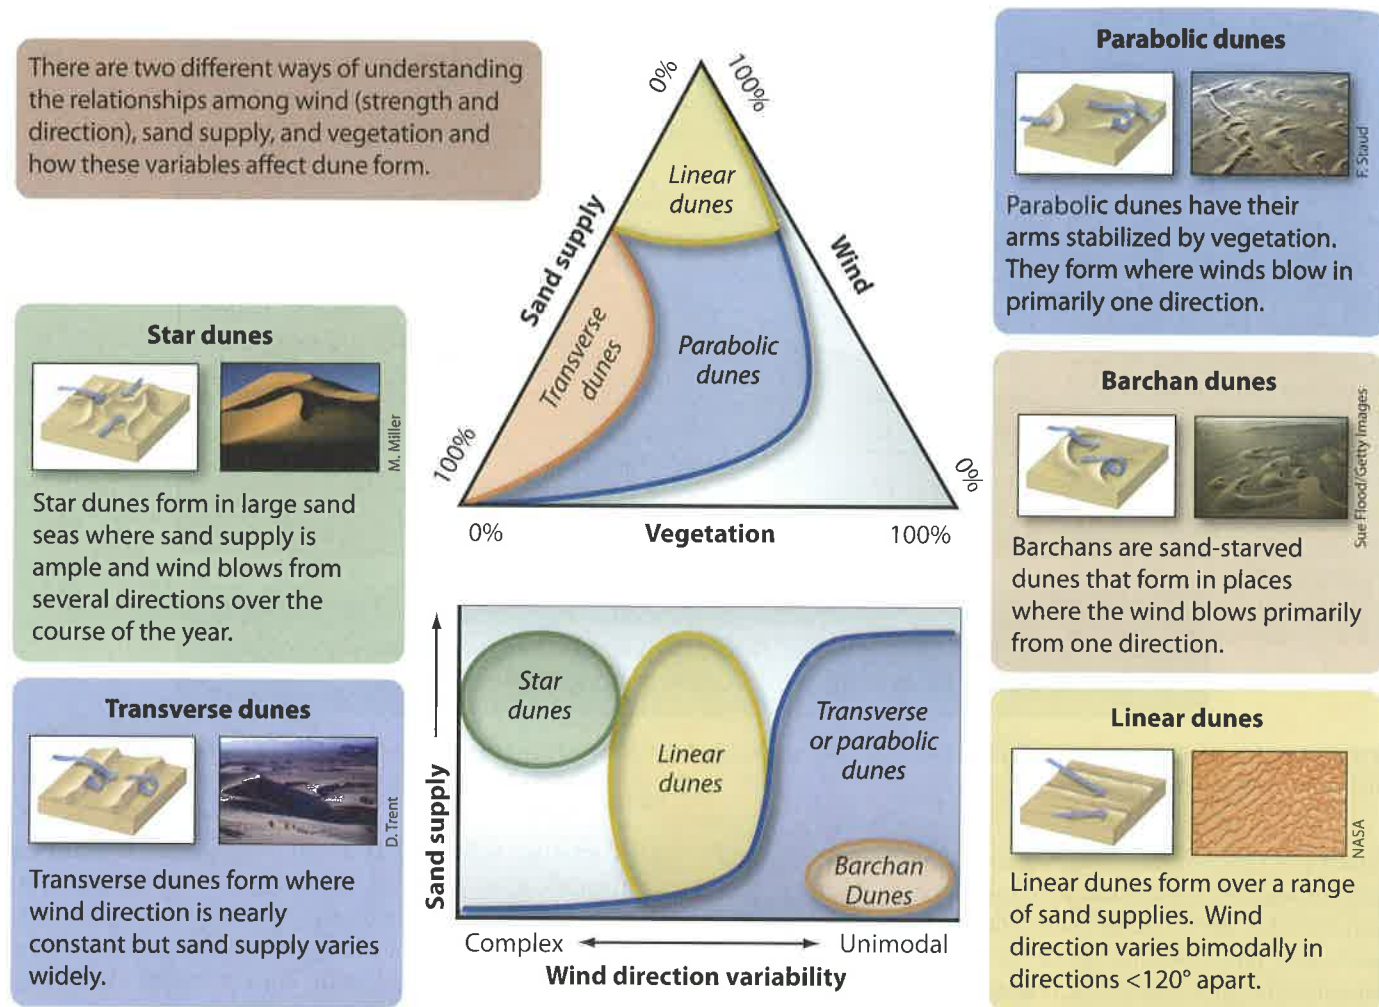 There are two different ways of understanding
the relationships among wind (strength and
direction), sand supply, and vegetation and
how these variables affect dune form.
0%
100%
Linear
dunes
Sand supply
Wind
Transverse
dunes
Parabolic
dunes
100%
0%
0%
Vegetation
100%
Parabolic dunes
F. Staud
Parabolic dunes have their
arms stabilized by vegetation.
They form where winds blow in
primarily one direction.
Star dunes
M. Miller
Star dunes form in large sand
seas where sand supply is
ample and wind blows from
several directions over the
course of the year.
Barchan dunes
Sue Flood/Getty Images
Barchans are sand-starved
dunes that form in places
where the wind blows primarily
from one direction.
Transverse dunes
D. Trent
Transverse dunes form where
wind direction is nearly
constant but sand supply varies
widely.
Sand supply
Star
dunes
Linear
dunes
Transverse
or parabolic
dunes
Barchan
Dunes
Complex
Unimodal
Wind direction variability
Linear dunes
NASA
Linear dunes form over a range
of sand supplies. Wind
direction varies bimodally in
directions <120° apart.